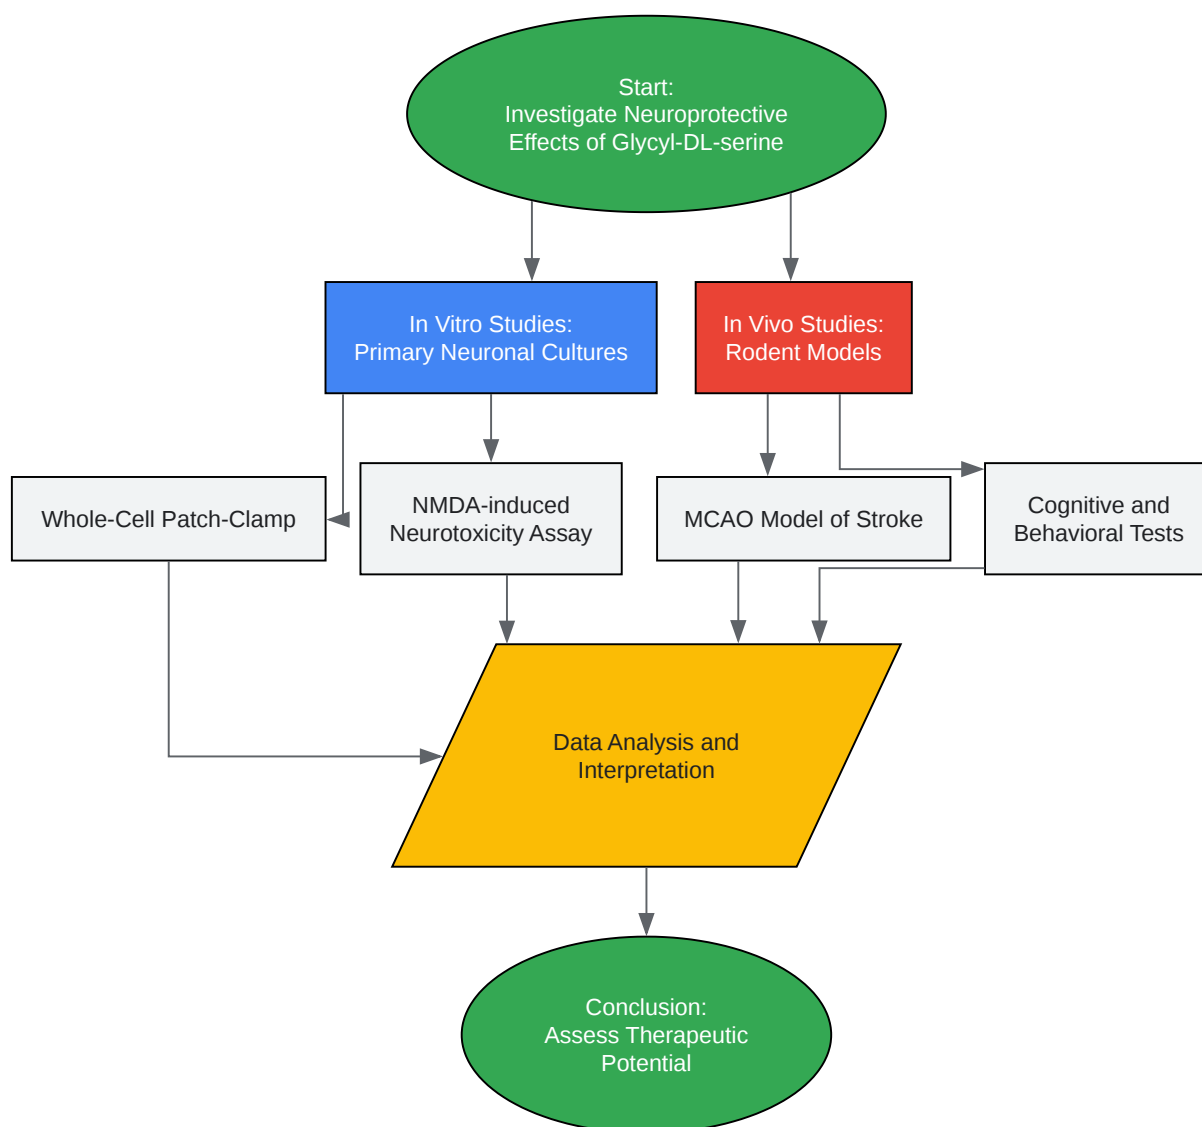 Start:
Investigate Neuroprotective
Effects of Glycyl-DL-serine
In Vitro Studies:
Primary Neuronal Cultures
In Vivo Studies:
Rodent Models
Whole-Cell Patch-Clamp
NMDA-induced
Neurotoxicity Assay
MCAO Model of Stroke
Cognitive and
Behavioral Tests
Data Analysis and
Interpretation
Conclusion:
Assess Therapeutic
Potential